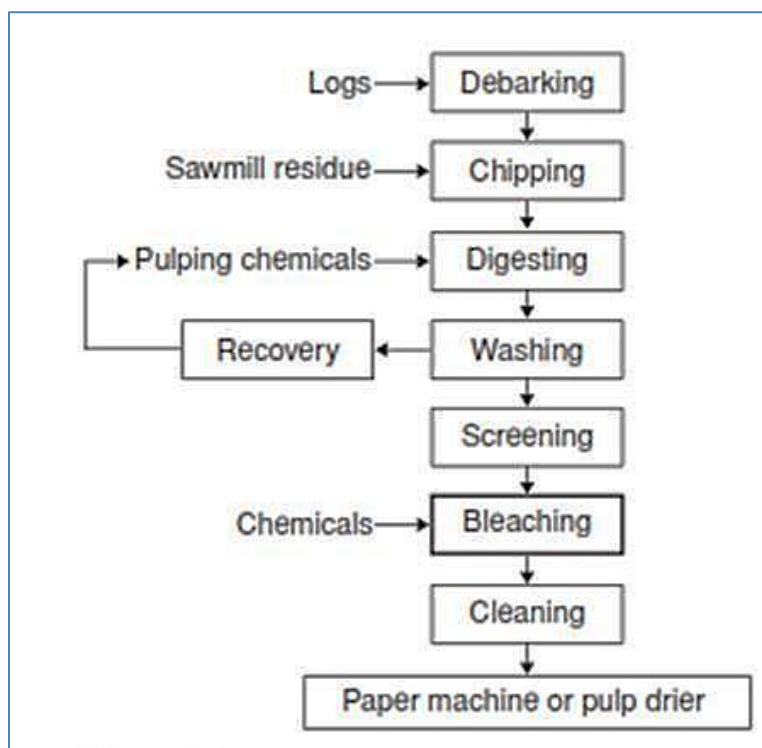 Logs
Debarking
Sawmill residue
Chipping
Pulping chemicals
Digesting
Recovery
Washing
Screening
Chemicals
Bleaching
Cleaning
Paper machine or pulp drier